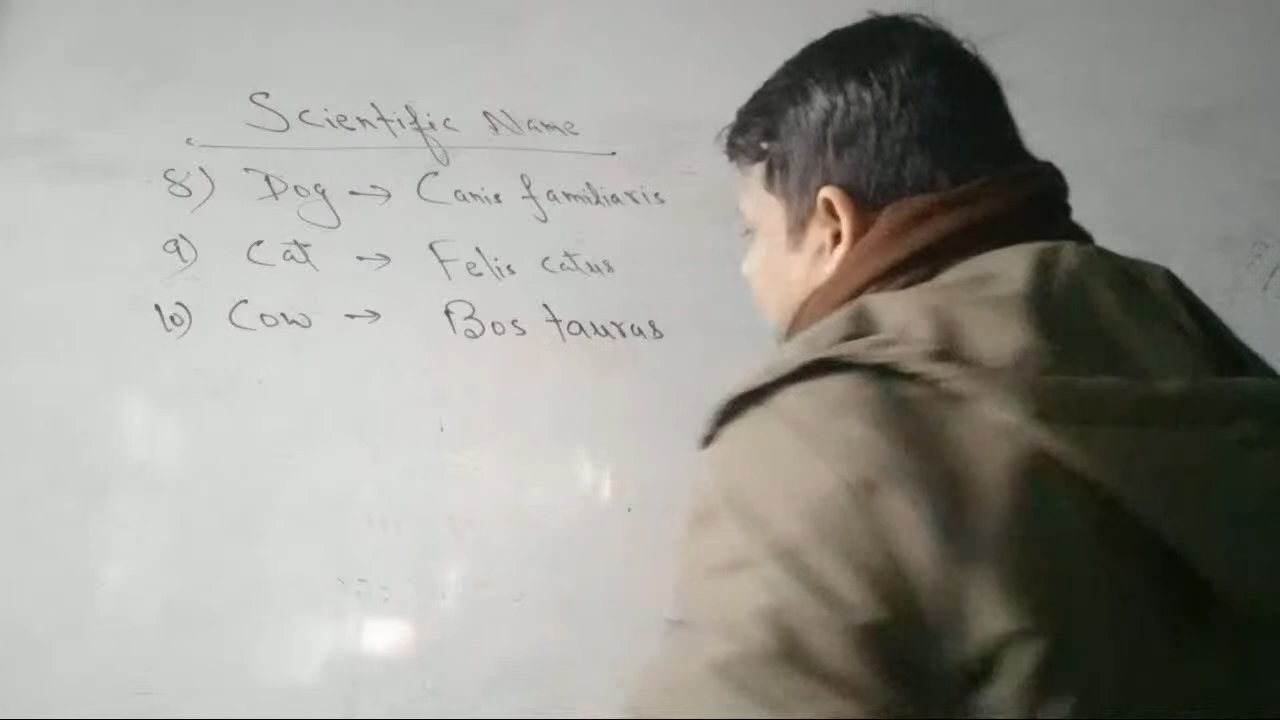 Scientific Name
8) Dog → Canis familiaris
9) Cat → Felis catus
10) Cow → Bos tauras